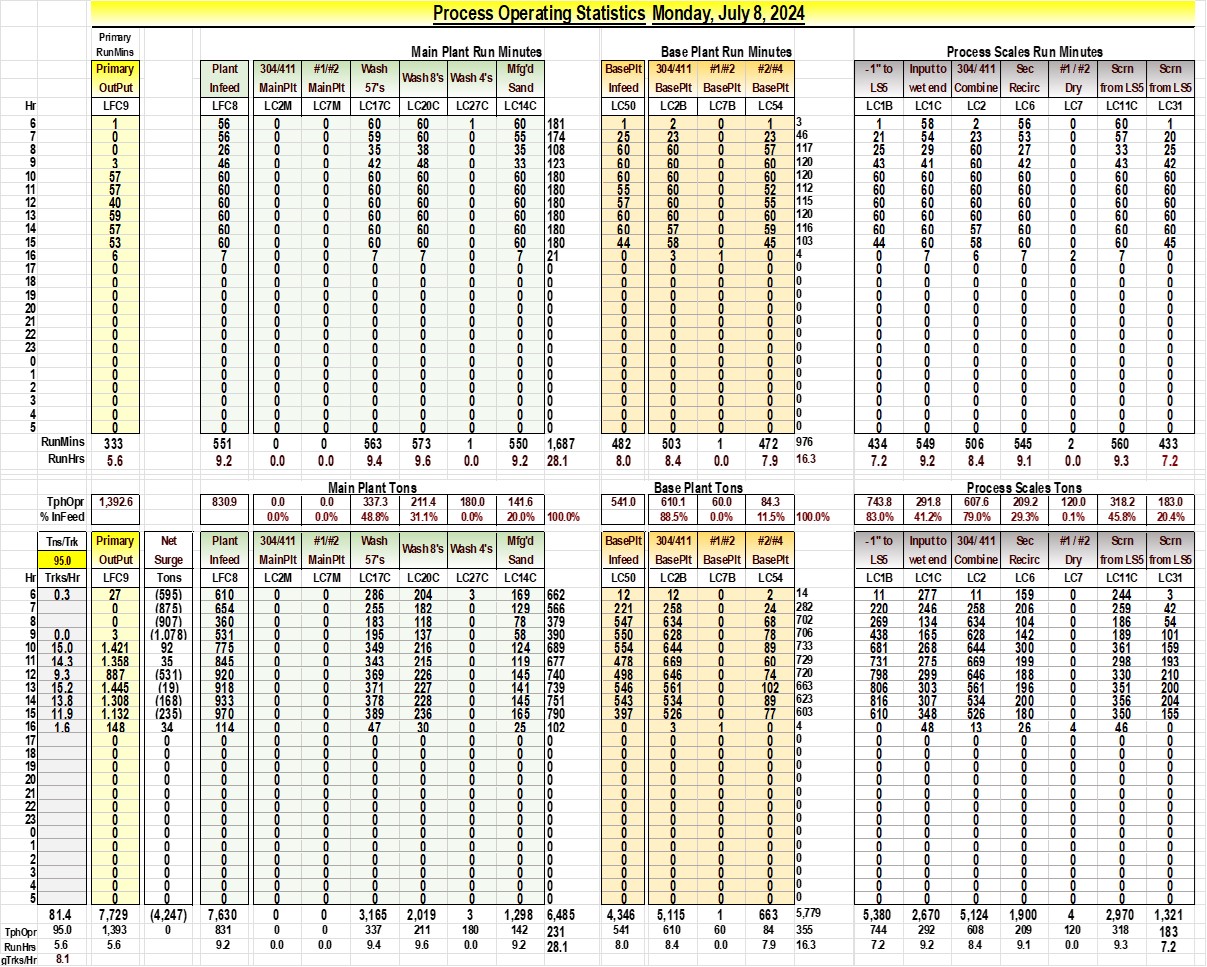 Process Operating Statistics Monday, July 8, 2024
Primary
RunMins Main Plant Run Minutes Base Plant Run Minutes Process Scales Run Minutes
Primary Plant 304/411 #1/#2 Wash Wash 8's Wash 4's Mfg'd BasePlt 304/411 #1/#2 #2/#4 -1" to Input to 304/ 411 Sec #1 / #2 Scrn Scrn
OutPut Infeed MainPlt MainPlt 57's Sand Infeed BasePlt BasePlt BasePlt LS5 wet end Combine Recirc Dry from LS5 from LS5
Hr LFC9 LFC8 LC2M LC7M LC17C LC20C LC27C LC14C LC50 LC2B LC7B LC54 LC1B LC1C LC2 LC6 LC7 LC11C LC31
6 1 56 0 0 60 60 1 60 181 1 2 0 1 3 1 58 2 56 0 60 1
7 0 56 0 0 59 60 0 55 174 25 23 0 23 46 21 54 23 53 0 57 20
8 0 26 0 0 35 38 0 35 108 60 60 0 57 117 25 29 60 27 0 33 25
9 3 46 0 0 42 48 0 33 123 60 60 0 60 120 43 41 60 42 0 43 42
10 57 60 0 0 60 60 0 60 180 60 60 0 60 120 60 60 60 60 0 60 60
11 57 60 0 0 60 60 0 60 180 55 60 0 52 112 60 60 60 60 0 60 60
12 40 60 0 0 60 60 0 60 180 57 60 0 55 115 60 60 60 60 0 60 60
13 59 60 0 0 60 60 0 60 180 60 60 0 60 120 60 60 60 60 0 60 60
14 57 60 0 0 60 60 0 60 180 60 57 0 59 116 60 60 57 60 0 60 60
15 53 60 0 0 60 60 0 60 180 44 58 0 45 103 44 60 58 60 0 60 45
16 6 7 0 0 7 7 0 7 21 0 3 1 0 4 0 7 6 7 2 7 0
17 0 0 0 0 0 0 0 0 0 0 0 0 0 0 0 0 0 0 0 0 0
18 0 0 0 0 0 0 0 0 0 0 0 0 0 0 0 0 0 0 0 0 0
19 0 0 0 0 0 0 0 0 0 0 0 0 0 0 0 0 0 0 0 0 0
20 0 0 0 0 0 0 0 0 0 0 0 0 0 0 0 0 0 0 0 0 0
21 0 0 0 0 0 0 0 0 0 0 0 0 0 0 0 0 0 0 0 0 0
22 0 0 0 0 0 0 0 0 0 0 0 0 0 0 0 0 0 0 0 0 0
23 0 0 0 0 0 0 0 0 0 0 0 0 0 0 0 0 0 0 0 0 0
0 0 0 0 0 0 0 0 0 0 0 0 0 0 0 0 0 0 0 0 0 0
1 0 0 0 0 0 0 0 0 0 0 0 0 0 0 0 0 0 0 0 0 0
2 0 0 0 0 0 0 0 0 0 0 0 0 0 0 0 0 0 0 0 0 0
3 0 0 0 0 0 0 0 0 0 0 0 0 0 0 0 0 0 0 0 0 0
4 0 0 0 0 0 0 0 0 0 0 0 0 0 0 0 0 0 0 0 0 0
5 0 0 0 0 0 0 0 0 0 0 0 0 0 0 0 0 0 0 0 0 0
RunMins 333 551 0 0 563 573 1 550 1,687 482 503 1 472 976 434 549 506 545 2 560 433
RunHrs 5.6 9.2 0.0 0.0 9.4 9.6 0.0 9.2 28.1 8.0 8.4 0.0 7.9 16.3 7.2 9.2 8.4 9.1 0.0 9.3 7.2
Main Plant Tons Base Plant Tons Process Scales Tons
TphOpr 1,392.6 830.9 0.0 0.0 337.3 211.4 180.0 141.6 541.0 610.1 60.0 84.3 743.8 291.8 607.6 209.2 120.0 318.2 183.0
% InFeed 0.0% 0.0% 48.8% 31.1% 0.0% 20.0% 100.0% 88.5% 0.0% 11.5% 100.0% 83.0% 41.2% 79.0% 29.3% 0.1% 45.8% 20.4%
Tns/Trk Primary Net Plant 304/411 #1/#2 Wash Wash 8's Wash 4's Mfg'd BasePlt 304/411 #1/#2 #2/#4 -1" to Input to 304/ 411 Sec #1 / #2 Scrn Scrn
95.0 OutPut Surge Infeed MainPlt MainPlt 57's Sand Infeed BasePlt BasePlt BasePlt LS5 wet end Combine Recirc Dry from LS5 from LS5
Hr Trks/Hr LFC9 Tons LFC8 LC2M LC7M LC17C LC20C LC27C LC14C LC50 LC2B LC7B LC54 LC1B LC1C LC2 LC6 LC7 LC11C LC31
6 0.3 27 (595) 610 0 0 286 204 3 169 662 12 12 0 2 14 11 277 11 159 0 244 3
7 0 (875) 654 0 0 255 182 0 129 566 221 258 0 24 282 220 246 258 206 0 259 42
8 0 (907) 360 0 0 183 118 0 78 379 547 634 0 68 702 269 134 634 104 0 186 54
9 0.0 3 (1,078) 531 0 0 195 137 0 58 390 550 628 0 78 706 438 165 628 142 0 189 101
10 15.0 1,421 92 775 0 0 349 216 0 124 689 554 644 0 89 733 681 268 644 300 0 361 159
11 14.3 1,358 35 845 0 0 343 215 0 119 677 478 669 0 60 729 731 275 669 199 0 298 193
12 9.3 887 (531) 920 0 0 369 226 0 145 740 498 646 0 74 720 798 299 646 188 0 330 210
13 15.2 1,445 (19) 918 0 0 371 227 0 141 739 546 561 0 102 663 806 303 561 196 0 351 200
14 13.8 1,308 (168) 933 0 0 378 228 0 145 751 543 534 0 89 623 816 307 534 200 0 356 204
15 11.9 1,132 (235) 970 0 0 389 236 0 165 790 397 526 0 77 603 610 348 526 180 0 350 155
16 1.6 148 34 114 0 0 47 30 0 25 102 0 3 1 0 4 0 48 13 26 4 46 0
17 0 0 0 0 0 0 0 0 0 0 0 0 0 0 0 0 0 0 0 0 0 0
18 0 0 0 0 0 0 0 0 0 0 0 0 0 0 0 0 0 0 0 0 0 0
19 0 0 0 0 0 0 0 0 0 0 0 0 0 0 0 0 0 0 0 0 0 0
20 0 0 0 0 0 0 0 0 0 0 0 0 0 0 0 0 0 0 0 0 0 0
21 0 0 0 0 0 0 0 0 0 0 0 0 0 0 0 0 0 0 0 0 0 0
22 0 0 0 0 0 0 0 0 0 0 0 0 0 0 0 0 0 0 0 0 0 0
23 0 0 0 0 0 0 0 0 0 0 0 0 0 0 0 0 0 0 0 0 0 0
0 0 0 0 0 0 0 0 0 0 0 0 0 0 0 0 0 0 0 0 0 0 0
1 0 0 0 0 0 0 0 0 0 0 0 0 0 0 0 0 0 0 0 0 0 0
2 0 0 0 0 0 0 0 0 0 0 0 0 0 0 0 0 0 0 0 0 0 0
3 0 0 0 0 0 0 0 0 0 0 0 0 0 0 0 0 0 0 0 0 0 0
4 0 0 0 0 0 0 0 0 0 0 0 0 0 0 0 0 0 0 0 0 0 0
5 0 0 0 0 0 0 0 0 0 0 0 0 0 0 0 0 0 0 0 0 0 0
81.4 7,729 (4,247) 7,630 0 0 3,165 2,019 3 1,298 6,485 4,346 5,115 1 663 5,779 5,380 2,670 5,124 1,900 4 2,970 1,321
TphOpr 95.0 1,393 0 831 0 0 337 211 180 142 231 541 610 60 84 355 744 292 608 209 120 318 183
RunHrs 5.6 5.6 9.2 0.0 0.0 9.4 9.6 0.0 9.2 28.1 8.0 8.4 0.0 7.9 16.3 7.2 9.2 8.4 9.1 0.0 9.3 7.2
gTrks/Hr 8.1